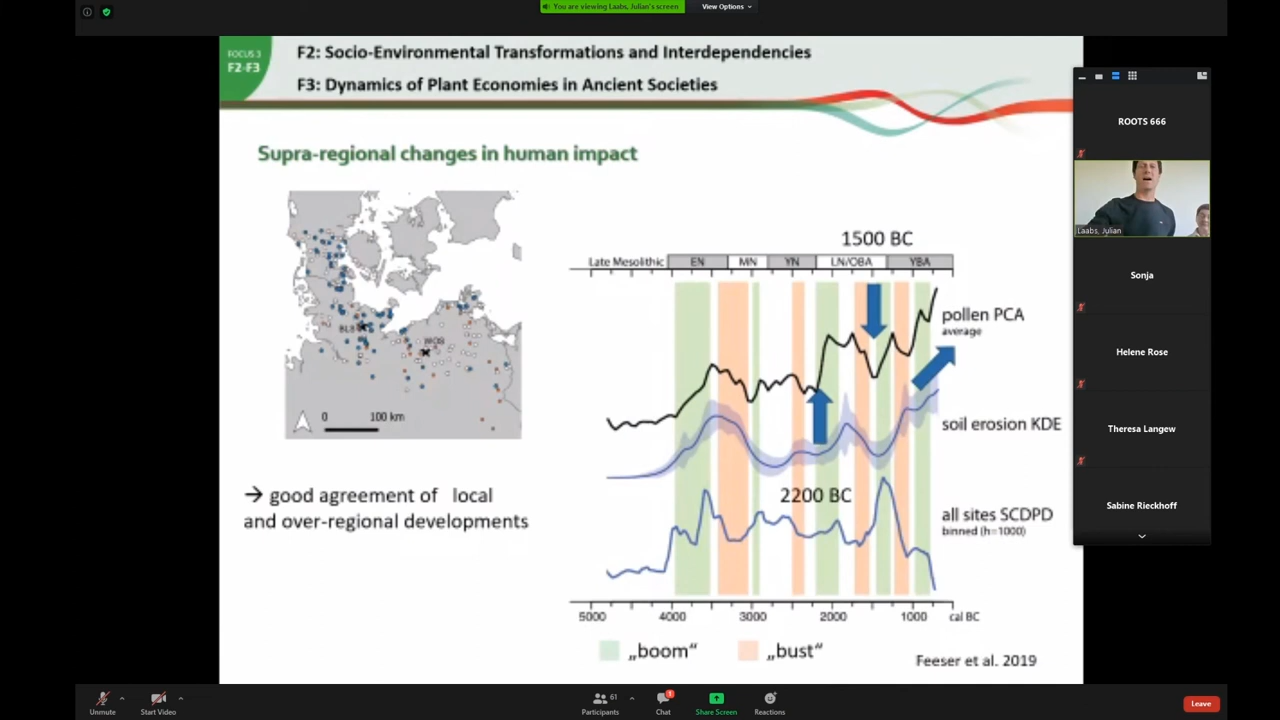 You are viewing Laabs, Julian's screen
View Options
FOCUS 3
F2-F3
F2: Socio-Environmental Transformations and Interdependencies
F3: Dynamics of Plant Economies in Ancient Societies
Supra-regional changes in human impact
BLS
WOS
0 100 km
→ good agreement of local
and over-regional developments
1500 BC
Late Mesolithic EN MN YN LN/OBA YBA
pollen PCA
average
soil erosion KDE
2200 BC
all sites SCDPD
binned (h=1000)
5000 4000 3000 2000 1000 cal BC
„boom“ „bust“
Feeser et al. 2019
ROOTS 666
Laabs, Julian
Sonja
Helene Rose
Theresa Langew
Sabine Rieckhoff
Unmute
Start Video
61
Participants
Chat
Share Screen
Reactions
Leave